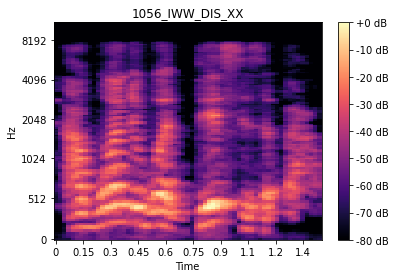 1056_IWW_DIS_XX
+0 dB
8192
-10 dB
4096
-20 dB
-30 dB
2048
Hz
-40 dB
1024
-50 dB
512
-60 dB
-70 dB
0
-80 dB
0 0.15 0.3 0.45 0.6 0.75 0.9 1.1 1.2 1.4
Time